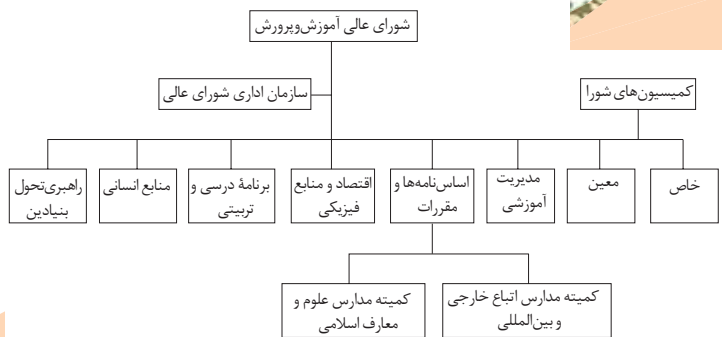 شورای عالی آموزش‌وپرورش
کمیسیون‌های شورا
سازمان اداری شورای عالی
خاص
معین
مدیریت
آموزشی
اساس‌نامه‌ها و
مقررات
اقتصاد و منابع
فیزیکی
برنامهٔ درسی و
تربیتی
منابع انسانی
راهبری‌تحول
بنیادین
کمیته مدارس اتباع خارجی
و بین‌المللی
کمیته مدارس علوم و
معارف اسلامی